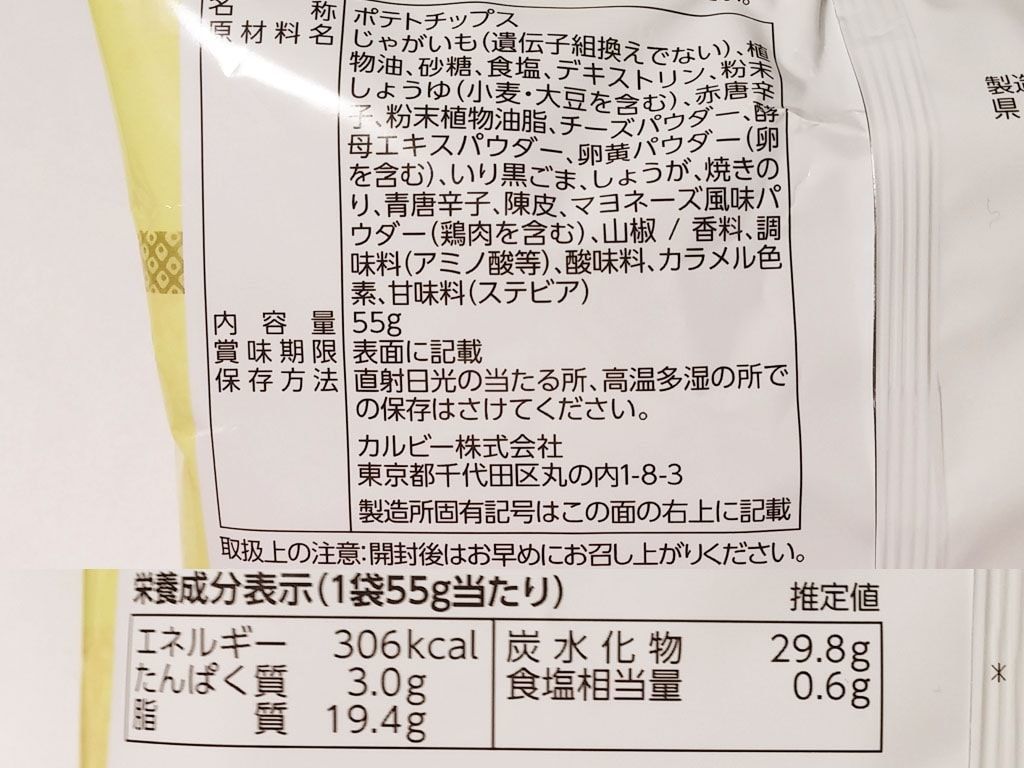 名称 ポテトチップス
原材料名 じゃがいも(遺伝子組換えでない)、植
物油、砂糖、食塩、デキストリン、粉末
しょうゆ(小麦・大豆を含む)、赤唐辛
子、粉末植物油脂、チーズパウダー、酵
母エキスパウダー、卵黄パウダー(卵
を含む)、いり黒ごま、しょうが、焼きの
り、青唐辛子、陳皮、マヨネーズ風味パ
ウダー(鶏肉を含む)、山椒 / 香料、調
味料(アミノ酸等)、酸味料、カラメル色
素、甘味料(ステビア)
内容量 55g
賞味期限 表面に記載
保存方法 直射日光の当たる所、高温多湿の所で
の保存はさけてください。
カルビー株式会社
東京都千代田区丸の内1-8-3
製造所固有記号はこの面の右上に記載
取扱上の注意:開封後はお早めにお召し上がりください。
製造
県
栄養成分表示(1袋55g当たり) 推定値
エネルギー 306kcal 炭水化物 29.8g
たんぱく質 3.0g 食塩相当量 0.6g
脂質 19.4g